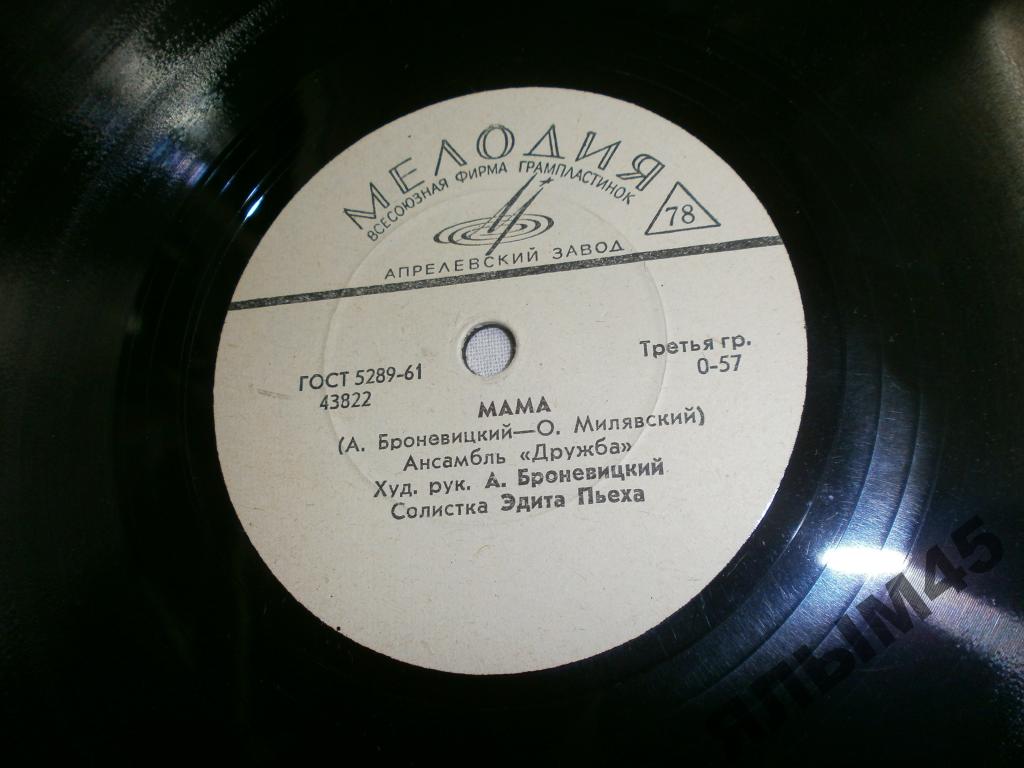 МЕЛОДИЯ
ВСЕСОЮЗНАЯ ФИРМА ГРАМПЛАСТИНОК
78
АПРЕЛЕВСКИЙ ЗАВОД
ГОСТ 5289-61
43822
Третья гр.
0-57
МАМА
(А. Броневицкий—О. Милявский)
Ансамбль «Дружба»
Худ. рук. А. Броневицкий
Солистка Эдита Пьеха
ЯЛЫМ45